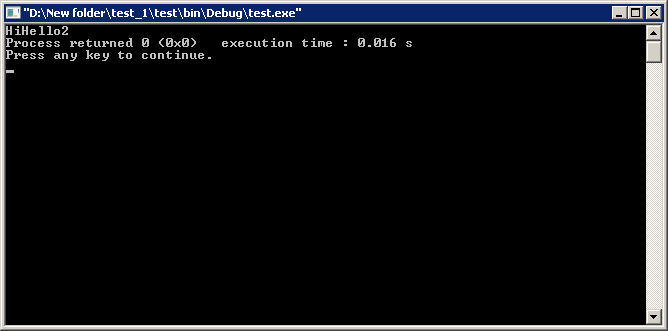 "D:\New folder\test_1\test\bin\Debug\test.exe"
HiHello2
Process returned 0 (0x0)   execution time : 0.016 s
Press any key to continue.